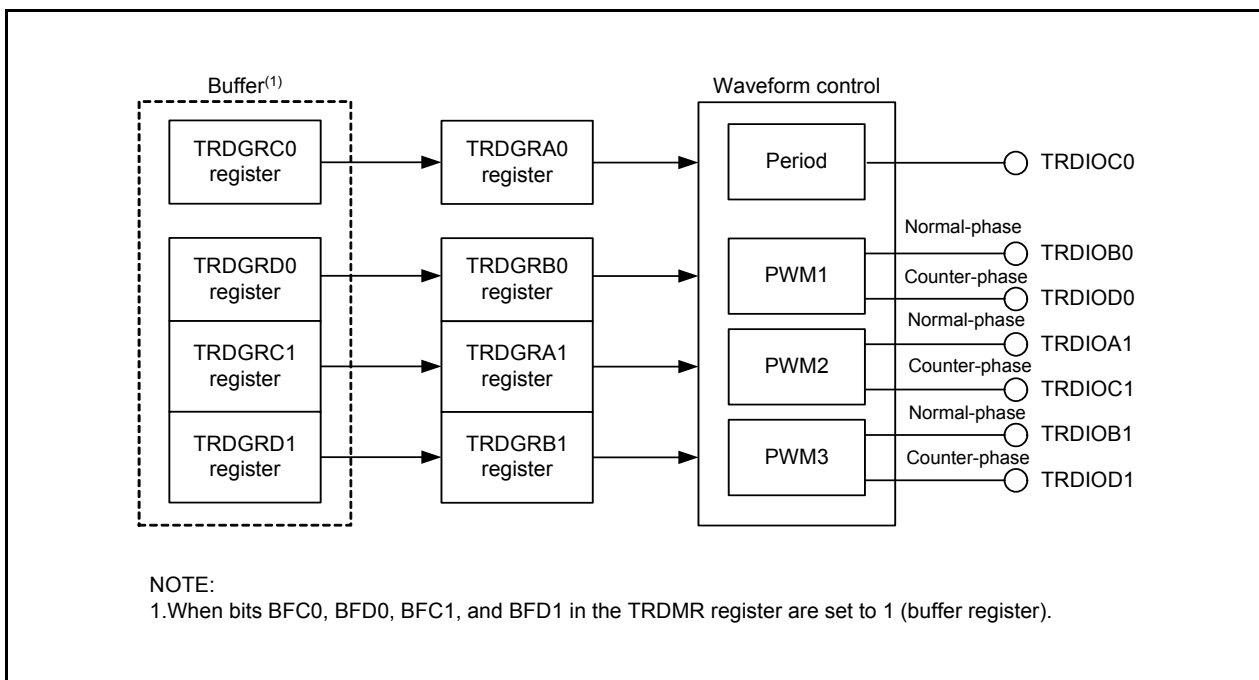 Buffer(1)
Waveform control
TRDGRC0
register
TRDGRA0
register
Period
TRDIOC0
TRDGRD0
register
TRDGRB0
register
PWM1
Normal-phase
TRDIOB0
Counter-phase
TRDIOD0
TRDGRC1
register
TRDGRA1
register
PWM2
Normal-phase
TRDIOA1
Counter-phase
TRDIOC1
TRDGRD1
register
TRDGRB1
register
PWM3
Normal-phase
TRDIOB1
Counter-phase
TRDIOD1
NOTE:
1.When bits BFC0, BFD0, BFC1, and BFD1 in the TRDMR register are set to 1 (buffer register).